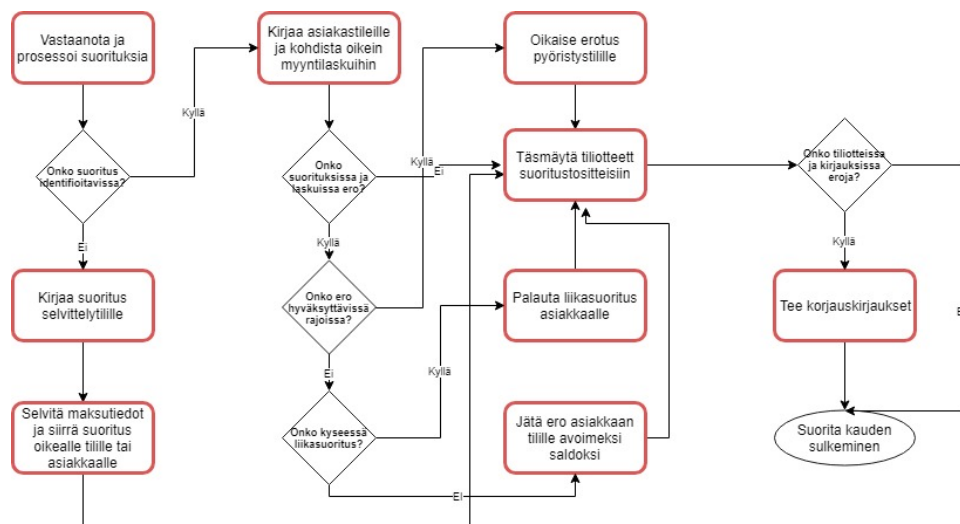 Vastaanota ja
prosessoi suorituksia
Kyllä
Onko suoritus
identifioitavissa?
Ei
Kirjaa suoritus
selvittelytilille
Selvitä maksutiedot
ja siirrä suoritus
oikealle tilille tai
asiakkaalle
Kirjaa asiakastileille
ja kohdista oikein
myyntilaskuihin
Onko
suorituksissa ja
laskuissa ero?
Ei
Kyllä
Onko ero
hyväksyttävissä
rajoissa?
Kyllä
Ei
Onko kyseessä
liikasuoritus?
Kyllä
EI
Oikaise erotus
pyöristystilille
Täsmäytä tiliotteett
suoritustositteisiin
Palauta liikasuoritus
asiakkaalle
Jätä ero asiakkaan
tilille avoimeksi
saldoksi
Onko tiliotteissa
ja kirjauksissa
eroja?
Kyllä
Tee korjauskirjaukset
Suorita kauden
sulkeminen